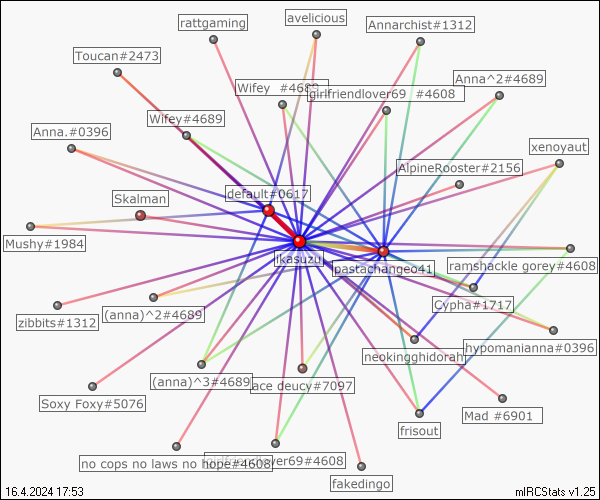 rattgaming
avelicious
Annarchist#1312
Toucan#2473
Wifey #4689
girlfriendlover69 #4608
Anna^2#4689
Wifey#4689
Anna.#0396
xenoyaut
AlpineRooster#2156
default#0617
Skalman
Mushy#1984
ikasuzu
pastachangeo41
ramshackle gorey#4608
Cypha#1717
zibbits#1312
(anna)^2#4689
hypomanianna#0396
neokingghidorah
(anna)^3#4689
ace deucy#7097
Soxy Foxy#5076
Mad #6901
frisout
no cops no laws no hope#4608
lover69#4608
fakedingo
16.4.2024 17:53
mIRCStats v1.25